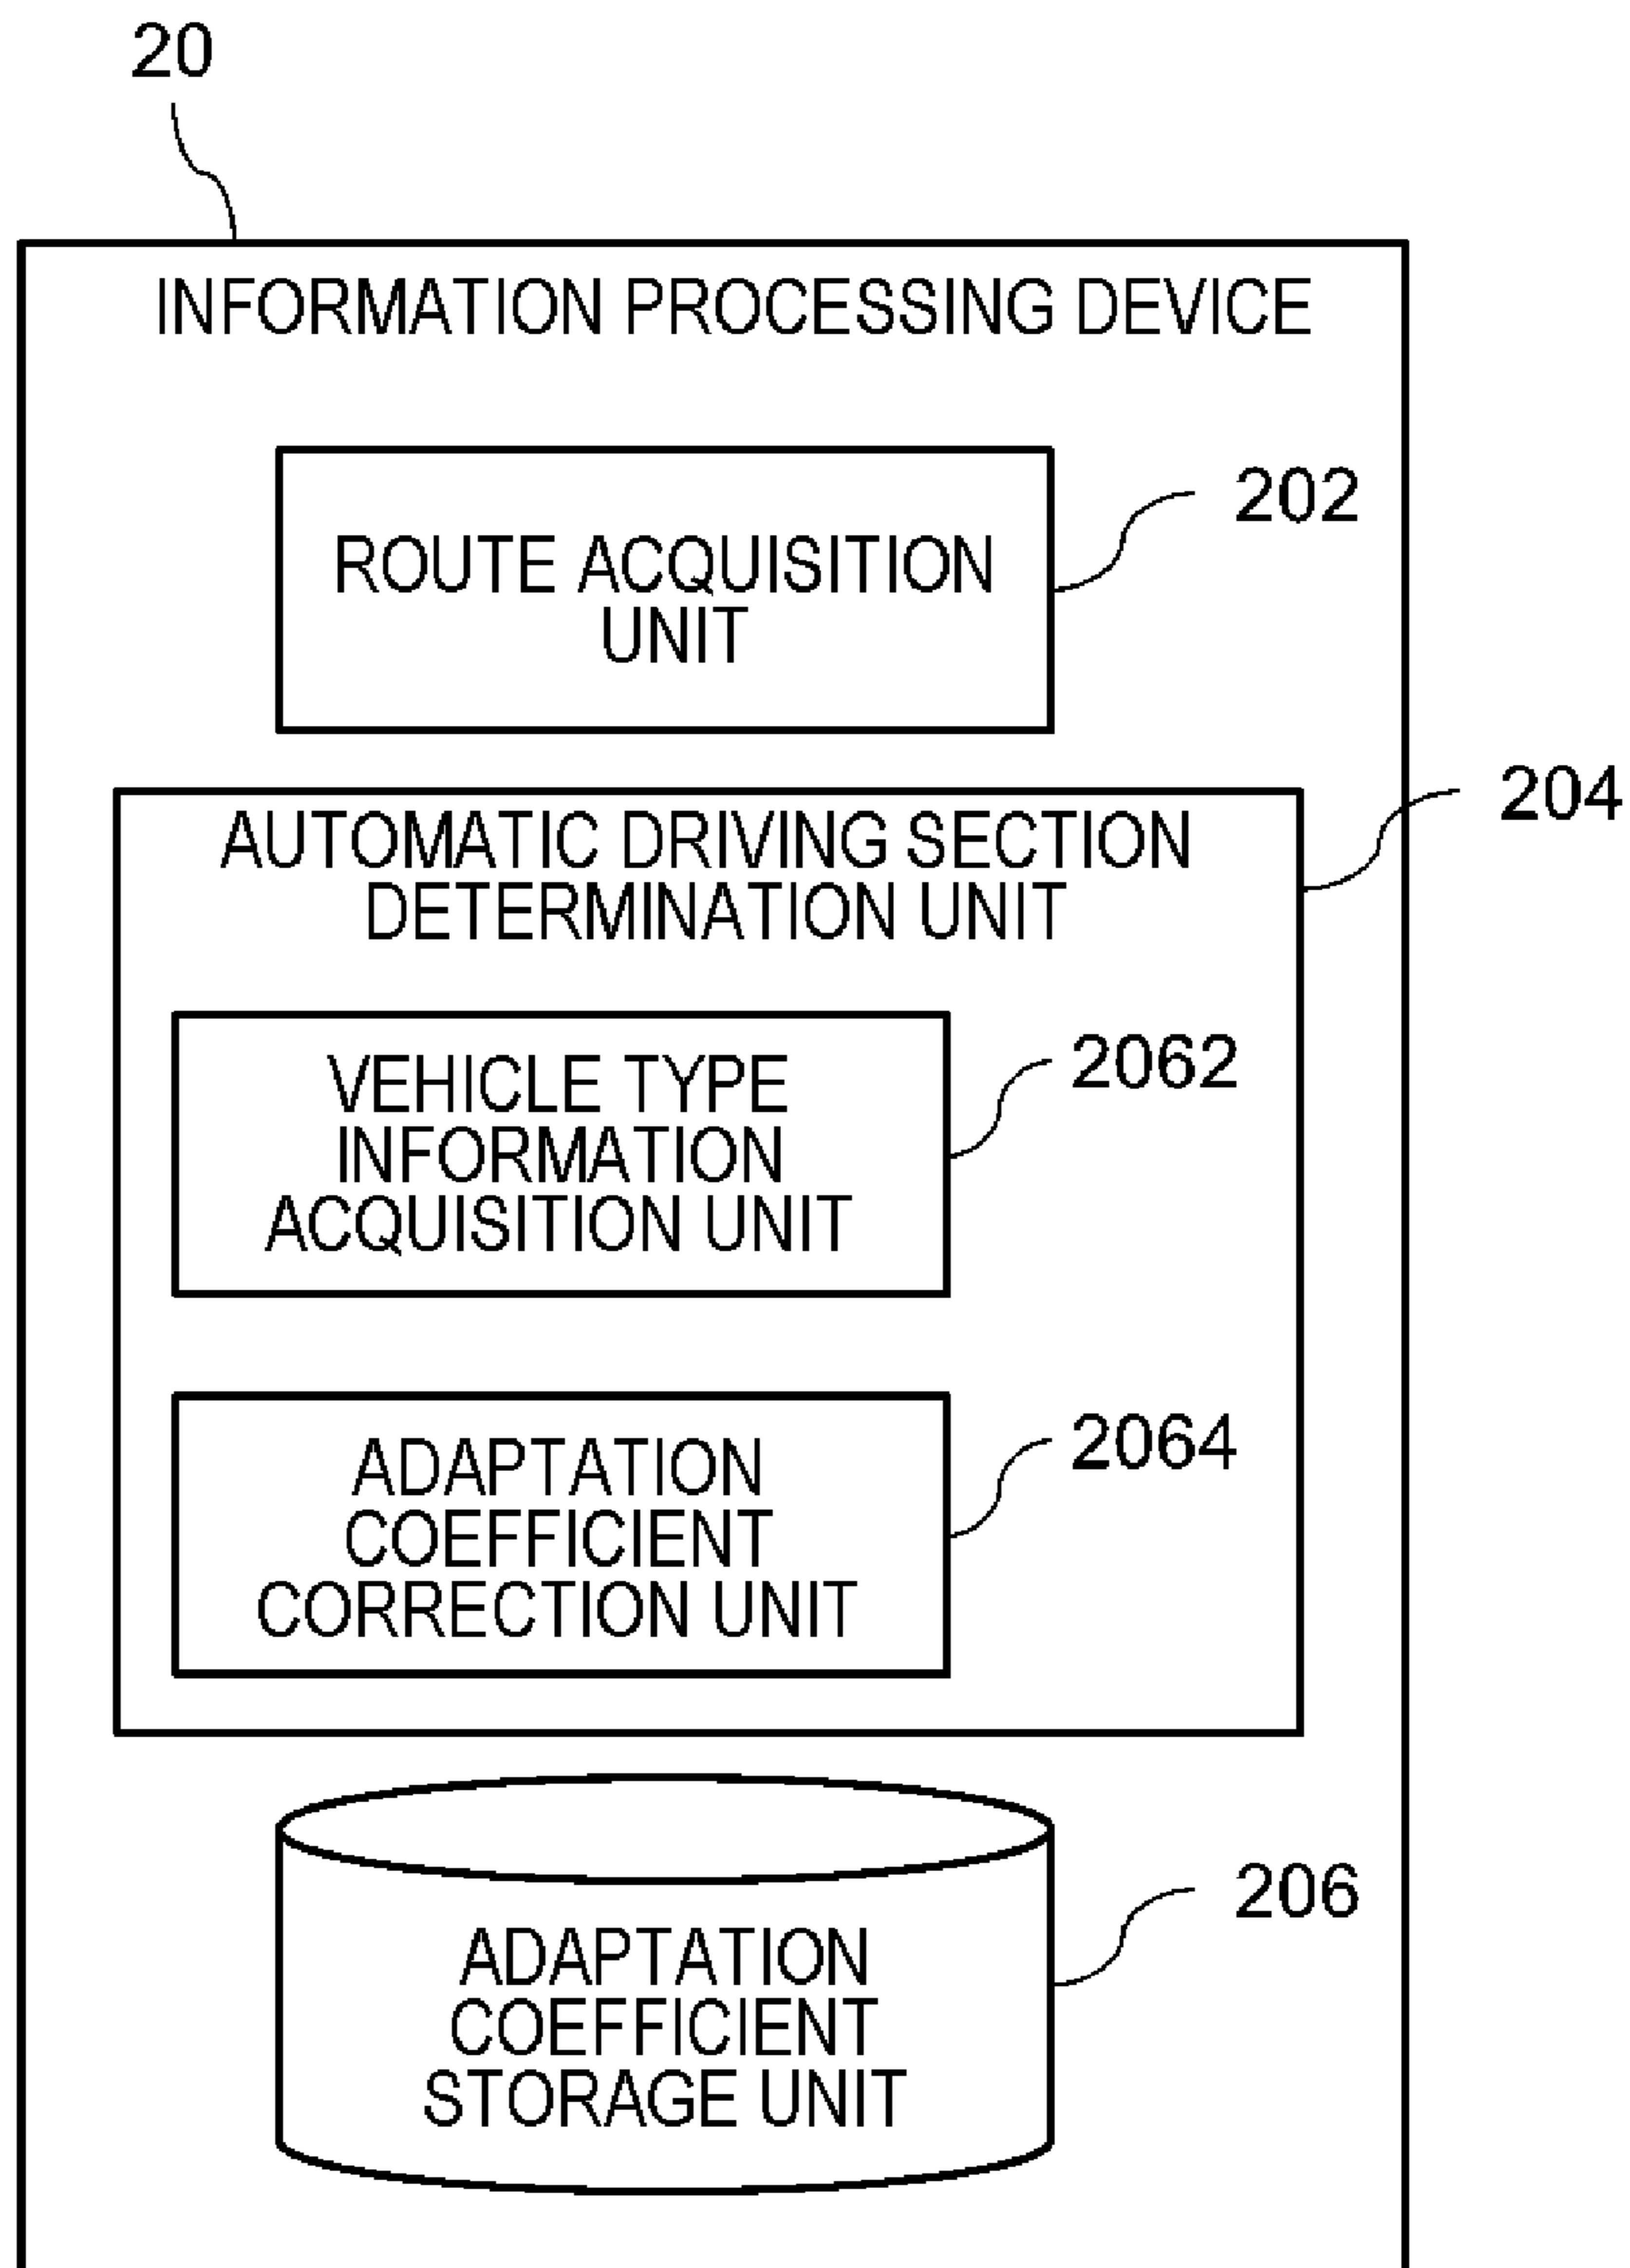 20
INFORMATION PROCESSING DEVICE
ROUTE ACQUISITION
UNIT
202
AUTOMATIC DRIVING SECTION
DETERMINATION UNIT
204
VEHICLE TYPE
INFORMATION
ACQUISITION UNIT
2062
ADAPTATION
COEFFICIENT
CORRECTION UNIT
2064
ADAPTATION
COEFFICIENT
STORAGE UNIT
206